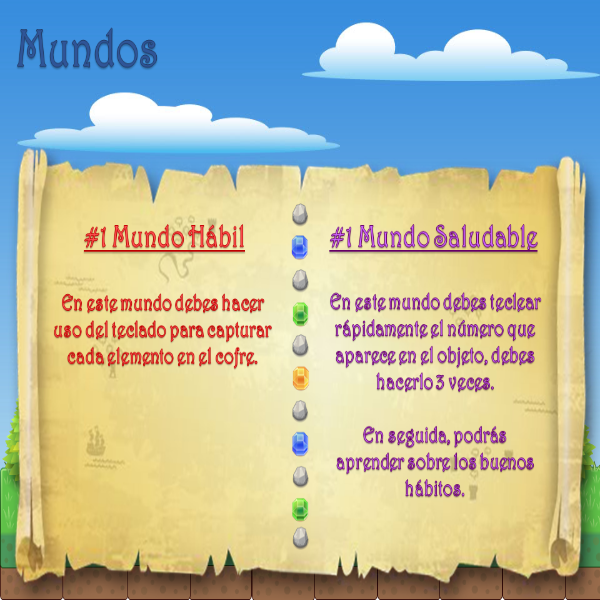 Mundos
#1 Mundo Hábil
En este mundo debes hacer
uso del teclado para capturar
cada elemento en el cofre.
#1 Mundo Saludable
En este mundo debes teclear
rápidamente el número que
aparece en el objeto, debes
hacerlo 3 veces.
En seguida, podrás
aprender sobre los buenos
hábitos.